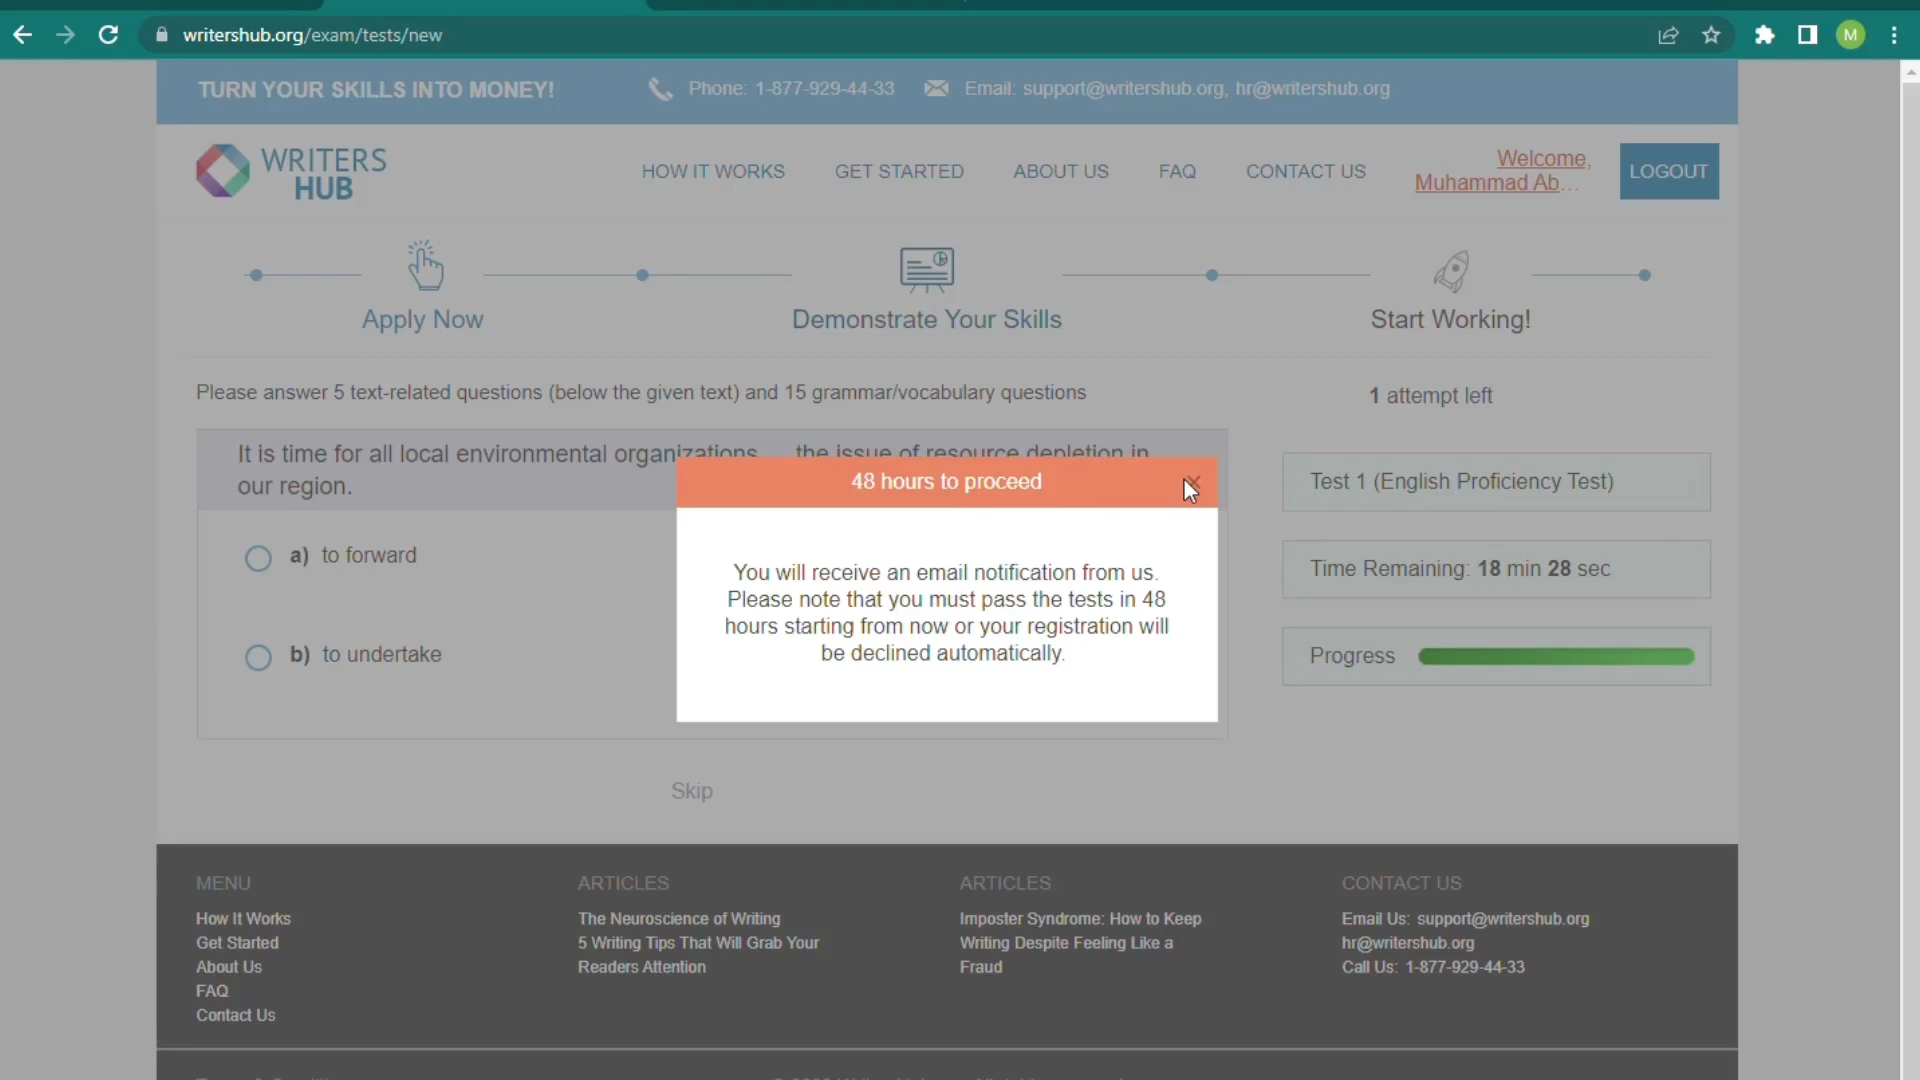 writershub.org/exam/tests/new
M
TURN YOUR SKILLS INTO MONEY!
Phone: 1-877-929-44-33
Email: support@writershub.org, hr@writershub.org
WRITERS
HUB
HOW IT WORKS
GET STARTED
ABOUT US
FAQ
CONTACT US
Welcome,
Muhammad Ab...
LOGOUT
Apply Now
Demonstrate Your Skills
Start Working!
Please answer 5 text-related questions (below the given text) and 15 grammar/vocabulary questions
1 attempt left
It is time for all local environmental organizations the issue of resource depletion in
our region.
a) to forward
b) to undertake
48 hours to proceed
You will receive an email notification from us.
Please note that you must pass the tests in 48
hours starting from now or your registration will
be declined automatically.
Test 1 (English Proficiency Test)
Time Remaining: 18 min 28 sec
Progress
Skip
MENU
How It Works
Get Started
About Us
FAQ
Contact Us
ARTICLES
The Neuroscience of Writing
5 Writing Tips That Will Grab Your
Readers Attention
ARTICLES
Imposter Syndrome: How to Keep
Writing Despite Feeling Like a
Fraud
CONTACT US
Email Us: support@writershub.org
hr@writershub.org
Call Us: 1-877-929-44-33